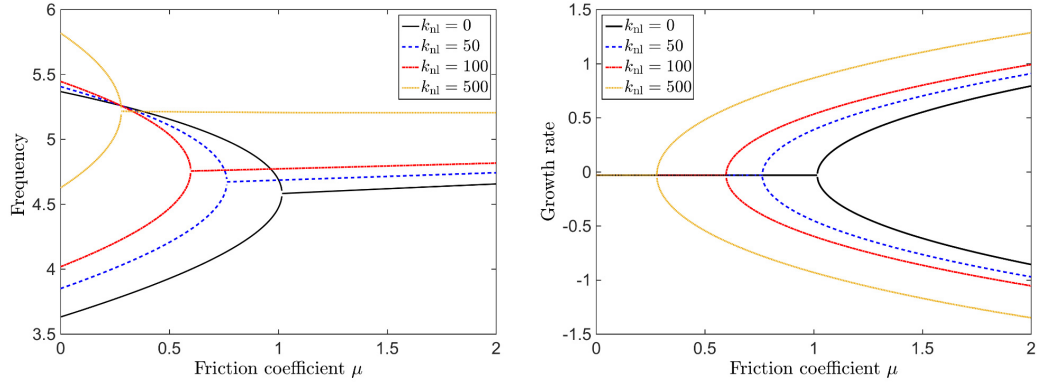 6
5.5
5
4.5
4
3.5
0
0.5
1
1.5
2
Frequency
Friction coefficient μ
k_nl = 0
k_nl = 50
k_nl = 100
k_nl = 500
1.5
1
0.5
0
-0.5
-1
-1.5
0
0.5
1
1.5
2
Growth rate
Friction coefficient μ
k_nl = 0
k_nl = 50
k_nl = 100
k_nl = 500